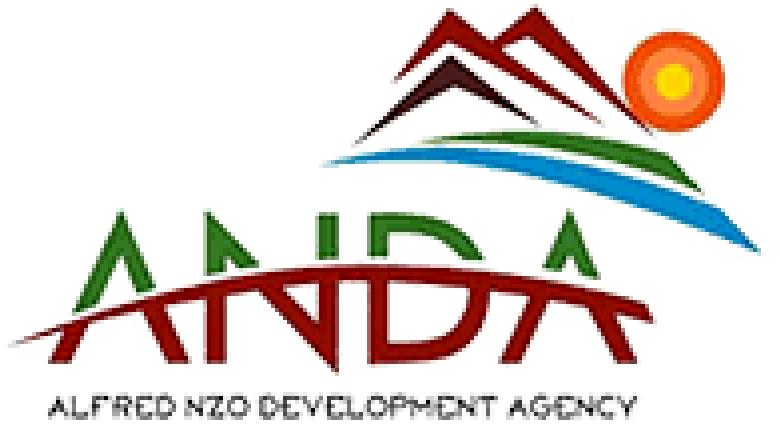 ANDA
ALFRED NZO DEVELOPMENT AGENCY